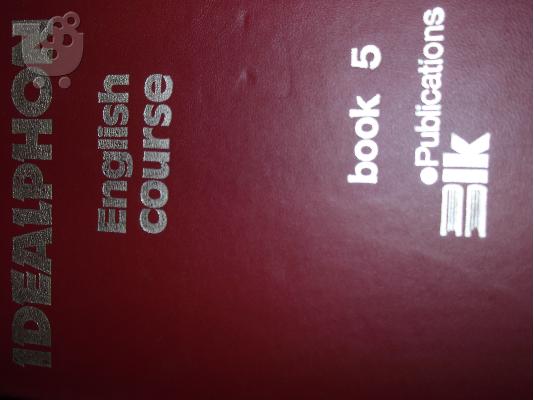 IDEALPHON
English
course
book 5
•Publications